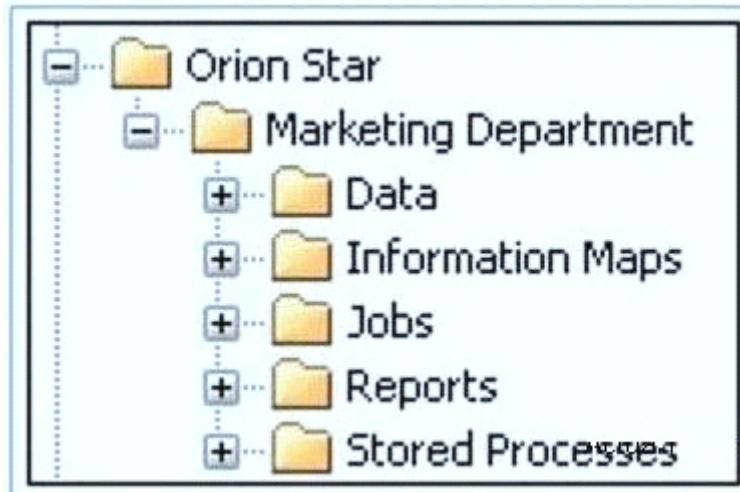 Orion Star
Marketing Department
Data
Information Maps
Jobs
Reports
Stored Processes